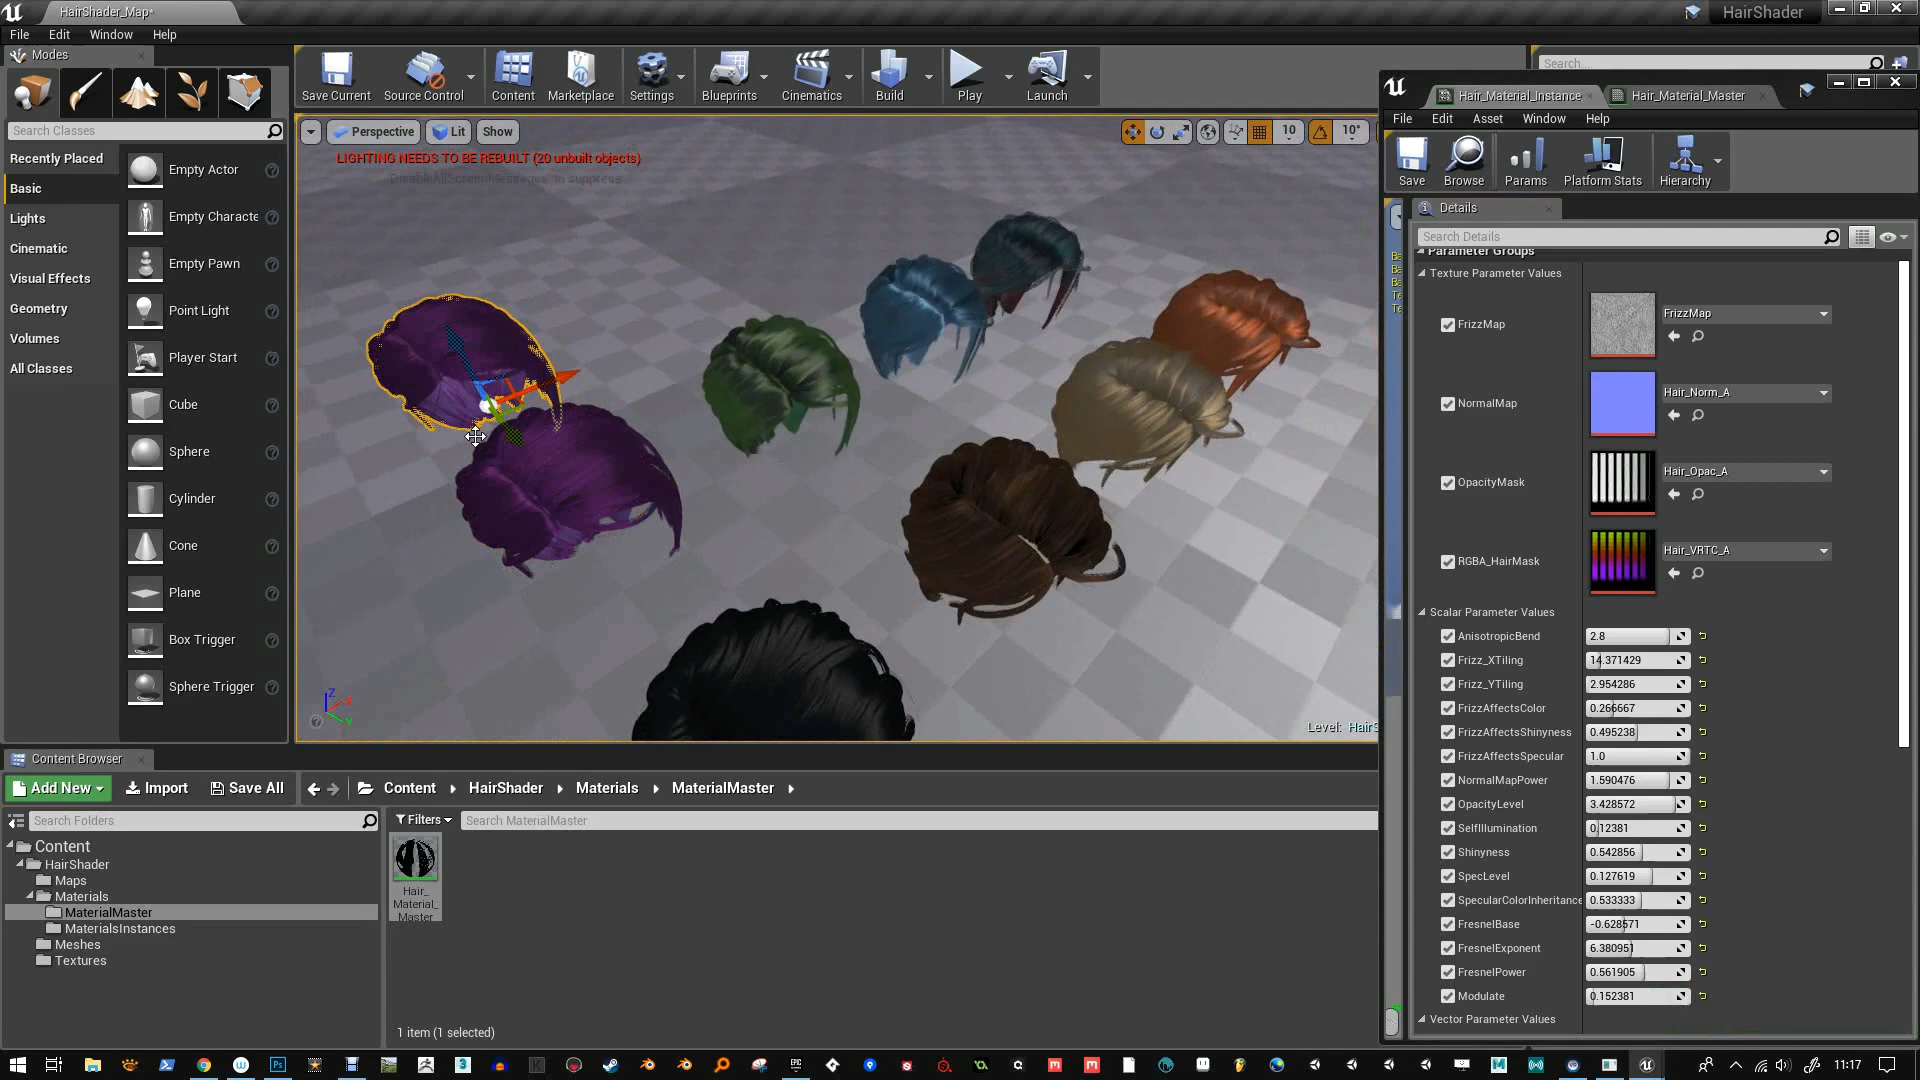 HairShader_Map*
HairShader
File Edit Window Help
Modes
Search Classes
Recently Placed
Basic
Lights
Cinematic
Visual Effects
Geometry
Volumes
All Classes
Empty Actor
Empty Characte
Empty Pawn
Point Light
Player Start
Cube
Sphere
Cylinder
Cone
Plane
Box Trigger
Sphere Trigger
Save Current
Source Control
Content
Marketplace
Settings
Blueprints
Cinematics
Build
Play
Launch
Search...
Perspective
Lit
Show
10
10°
LIGHTING NEEDS TO BE REBUILT (20 unbuilt objects)
'DisableAllScreenMessages' to suppress
Z
X
Y
Level: HairS
Content Browser
Add New
Import
Save All
Content
HairShader
Materials
MaterialMaster
Search Folders
Filters
Search MaterialMaster
Content
HairShader
Maps
Materials
MaterialMaster
MaterialsInstances
Meshes
Textures
Hair_
Material_
Master
1 item (1 selected)
Hair_Material_Instance
Hair_Material_Master
File Edit Asset Window Help
Save
Browse
Params
Platform Stats
Hierarchy
Details
Search Details
Parameter Groups
Texture Parameter Values
FrizzMap
FrizzMap
NormalMap
Hair_Norm_A
OpacityMask
Hair_Opac_A
RGBA_HairMask
Hair_VRTC_A
Scalar Parameter Values
AnisotropicBend 2.8
Frizz_XTiling 14.371429
Frizz_YTiling 2.954286
FrizzAffectsColor 0.266667
FrizzAffectsShinyness 0.495238
FrizzAffectsSpecular 1.0
NormalMapPower 1.590476
OpacityLevel 3.428572
SelfIllumination 0.12381
Shinyness 0.542856
SpecLevel 0.127619
SpecularColorInheritance 0.533333
FresnelBase -0.628571
FresnelExponent 6.380951
FresnelPower 0.561905
Modulate 0.152381
Vector Parameter Values
11:17